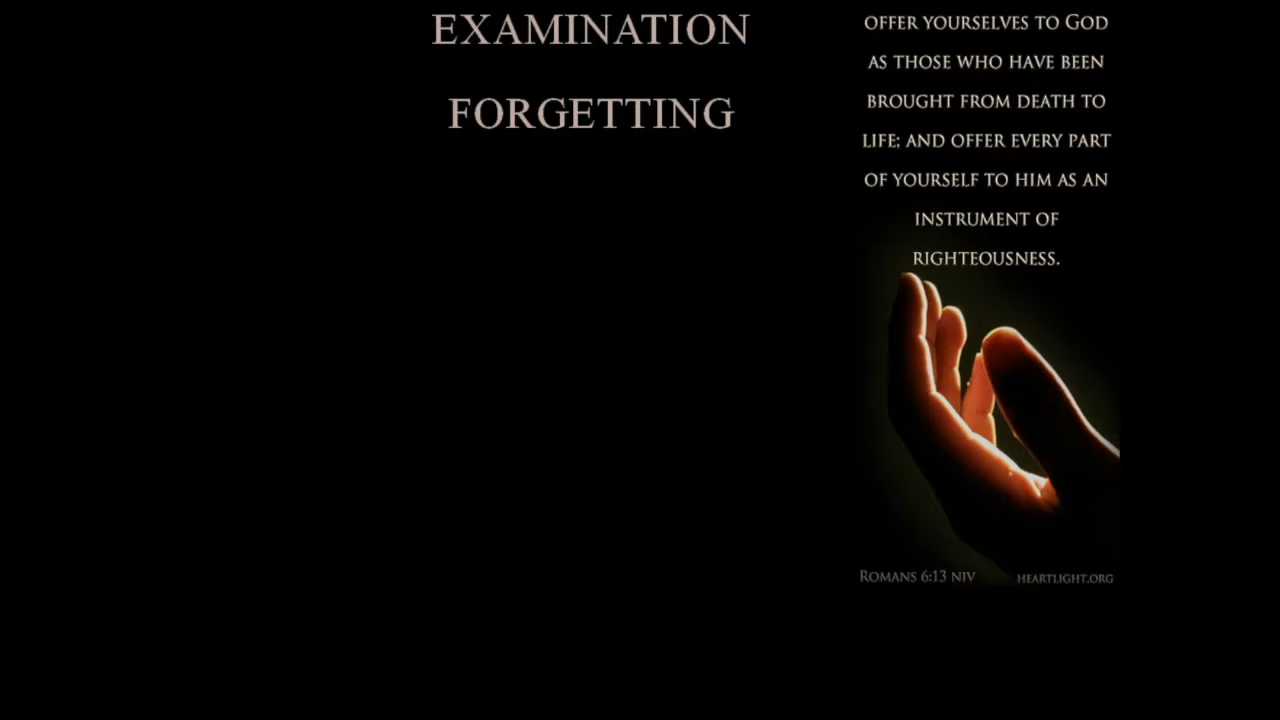 EXAMINATION
FORGETTING
OFFER YOURSELVES TO GOD
AS THOSE WHO HAVE BEEN
BROUGHT FROM DEATH TO
LIFE; AND OFFER EVERY PART
OF YOURSELF TO HIM AS AN
INSTRUMENT OF
RIGHTEOUSNESS.
ROMANS 6:13 NIV
HEARTLIGHT.ORG